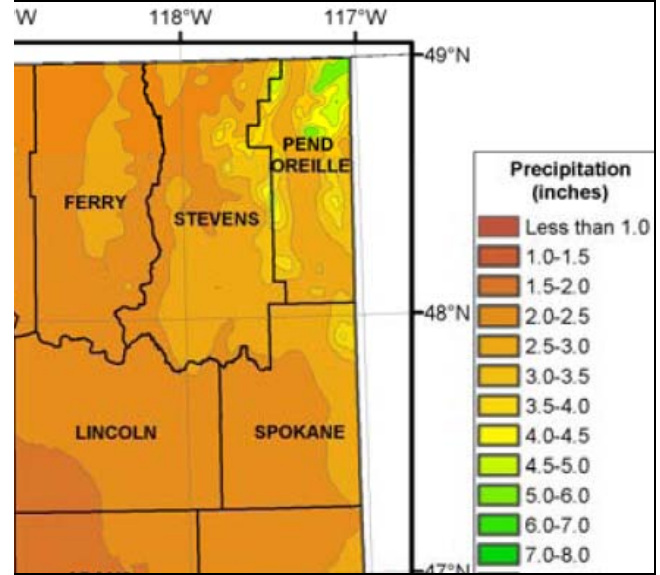 °W
118°W
117°W
49°N
PEND
OREILLE
FERRY
STEVENS
48°N
LINCOLN
SPOKANE
47°N
Precipitation
(inches)
Less than 1.0
1.0-1.5
1.5-2.0
2.0-2.5
2.5-3.0
3.0-3.5
3.5-4.0
4.0-4.5
4.5-5.0
5.0-6.0
6.0-7.0
7.0-8.0